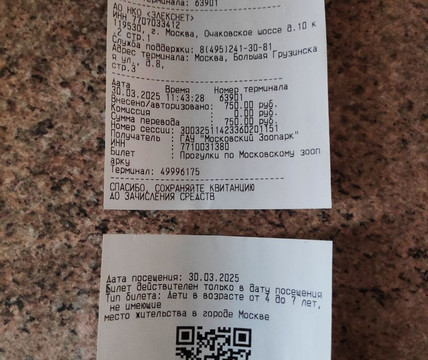 терминала: 63901
АО НКО «ЭЛЕКСНЕТ»
ИНН 7707033412
119530, г. Москва, Очаковское шоссе д.10 к
.2 стр.1
Служба поддержки: 8(495)241-30-81
Адрес терминала: Москва, Большая Грузинска
я ул., д.8,
стр.3
Дата Время Номер терминала
30.03.2025 11:43:28 63901
Внесено/авторизовано: 750.00 руб.
Комиссия : 0.00 руб.
Сумма перевода : 750.00 руб.
Номер сессии: 30032511423360201151
Получатель : ГАУ "Московский Зоопарк"
ИНН : 7710031380
Билет : Прогулки по Московскому зооп
арку
Терминал: 49996175
СПАСИБО, СОХРАНЯЙТЕ КВИТАНЦИЮ
ДО ЗАЧИСЛЕНИЯ СРЕДСТВ
Дата посещения: 30.03.2025
Билет действителен только в дату посещения
Тип билета: Дети в возрасте от 4 до 7 лет,
не имеющие
место жительства в городе Москве